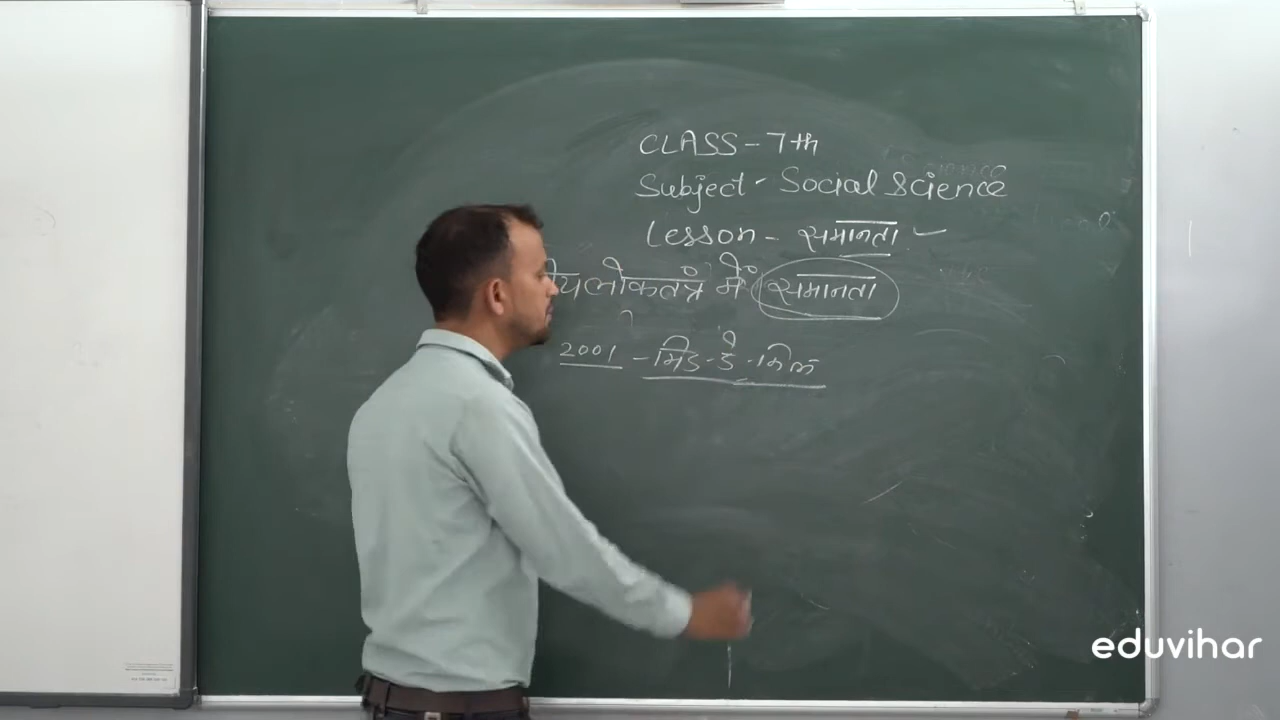 CLASS - 7th
Subject - Social Science
Lesson - समानता
लोकतंत्र में समानता
2001 - मिड-डे-मिल
eduvihar